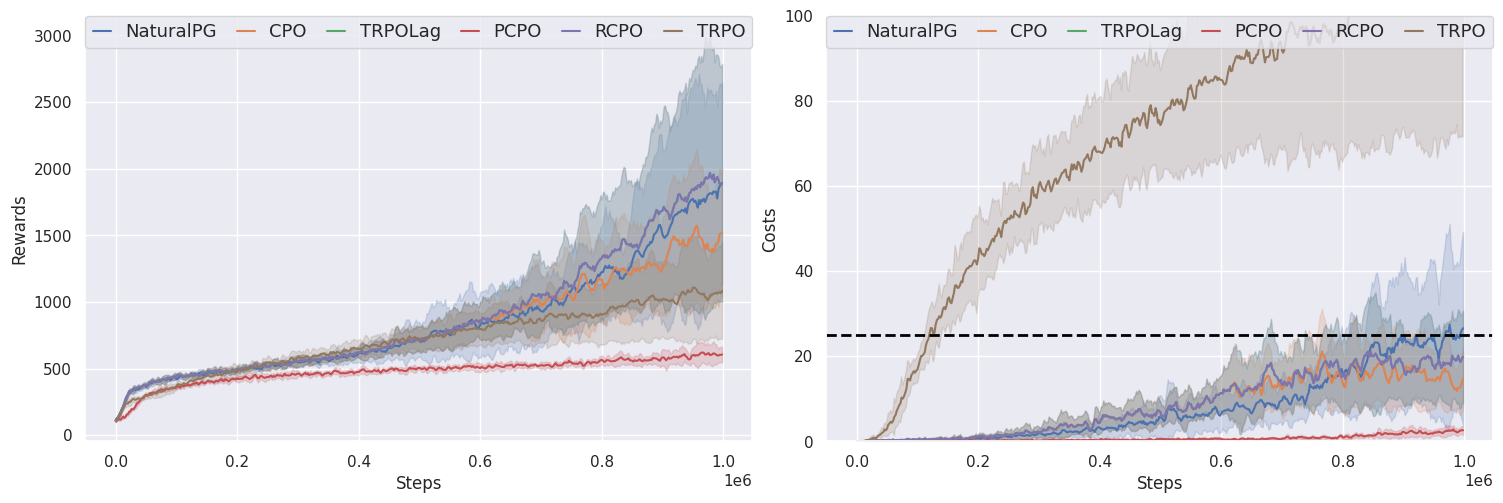 NaturalPG CPO TRPOLag PCPO RCPO TRPO
3000
2500
2000
1500
1000
500
0
Rewards
0.0 0.2 0.4 0.6 0.8 1.0
Steps
1e6
NaturalPG CPO TRPOLag PCPO RCPO TRPO
100
80
60
40
20
0
Costs
0.0 0.2 0.4 0.6 0.8 1.0
Steps
1e6